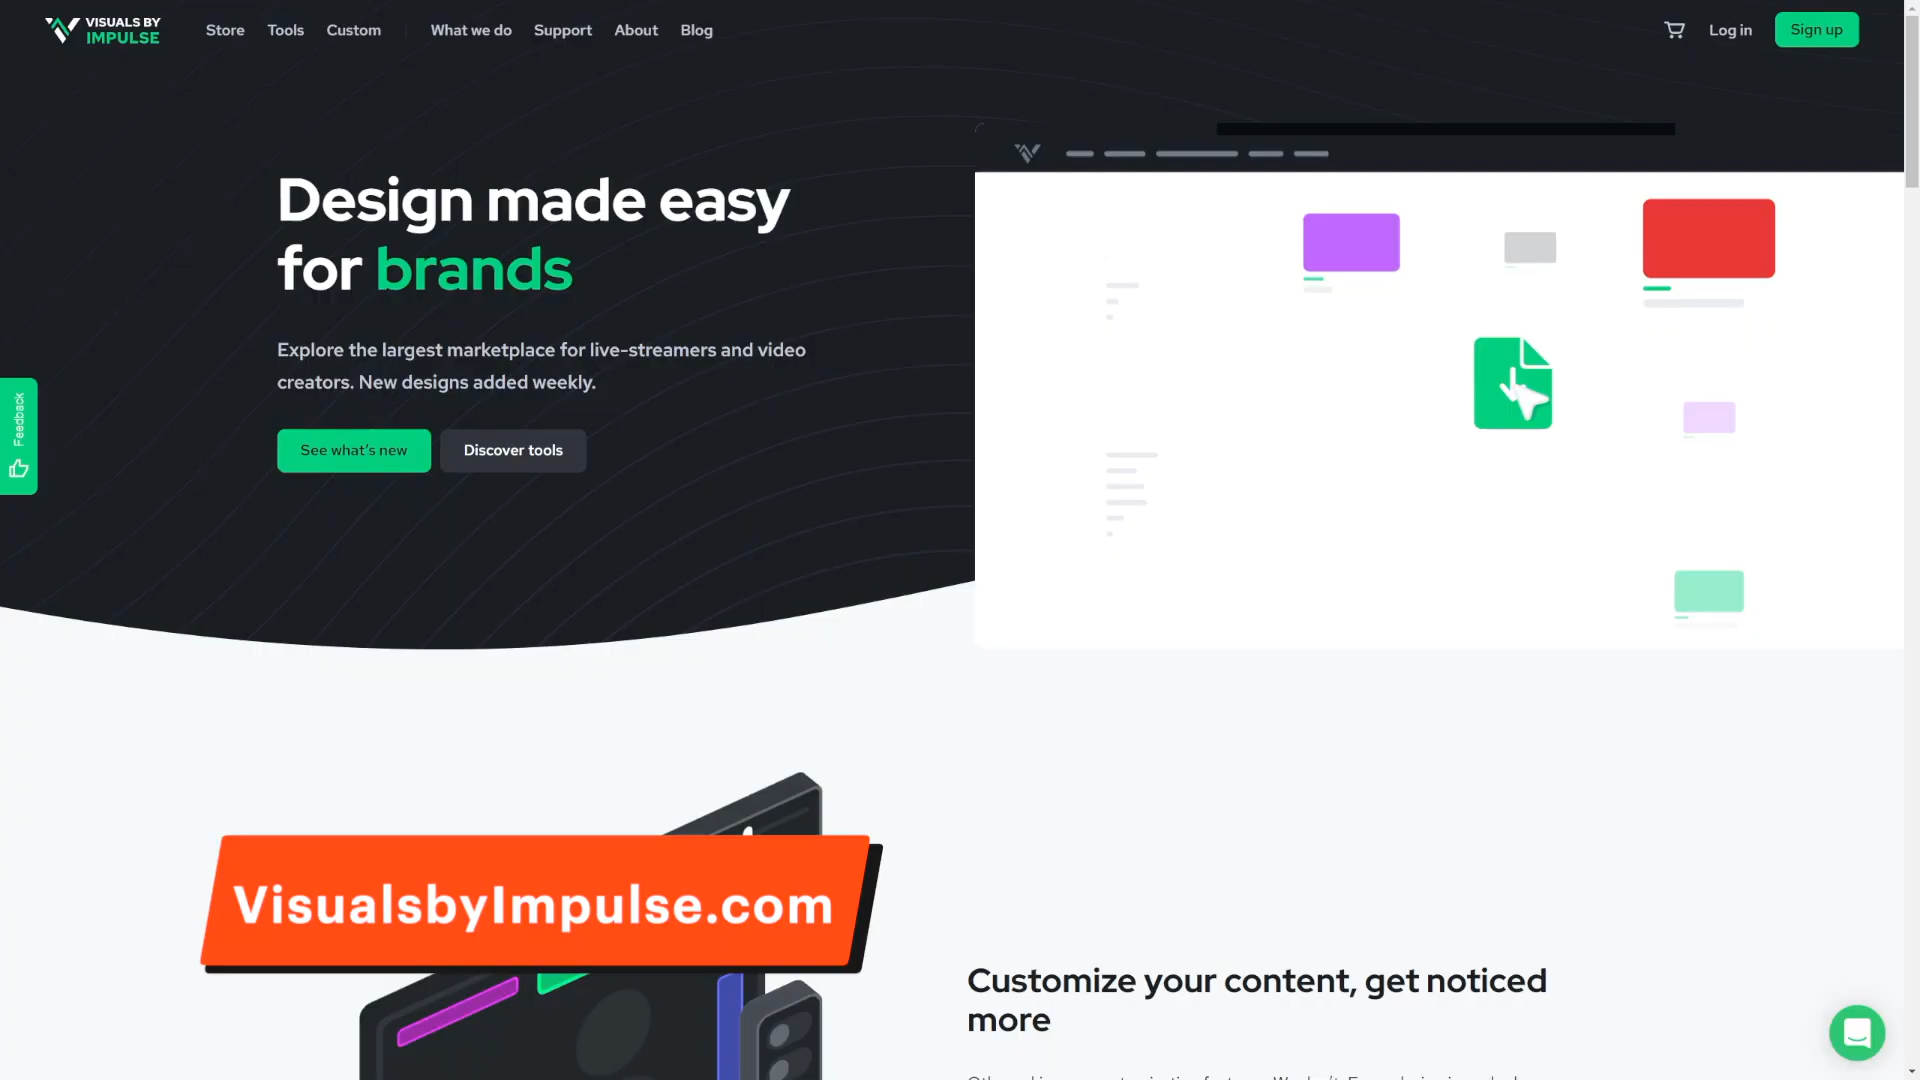 VISUALS BY
IMPULSE
Store
Tools
Custom
What we do
Support
About
Blog
Log in
Sign up
Design made easy
for brands
Explore the largest marketplace for live-streamers and video
creators. New designs added weekly.
See what's new
Discover tools
Feedback
VisualsbyImpulse.com
Customize your content, get noticed
more